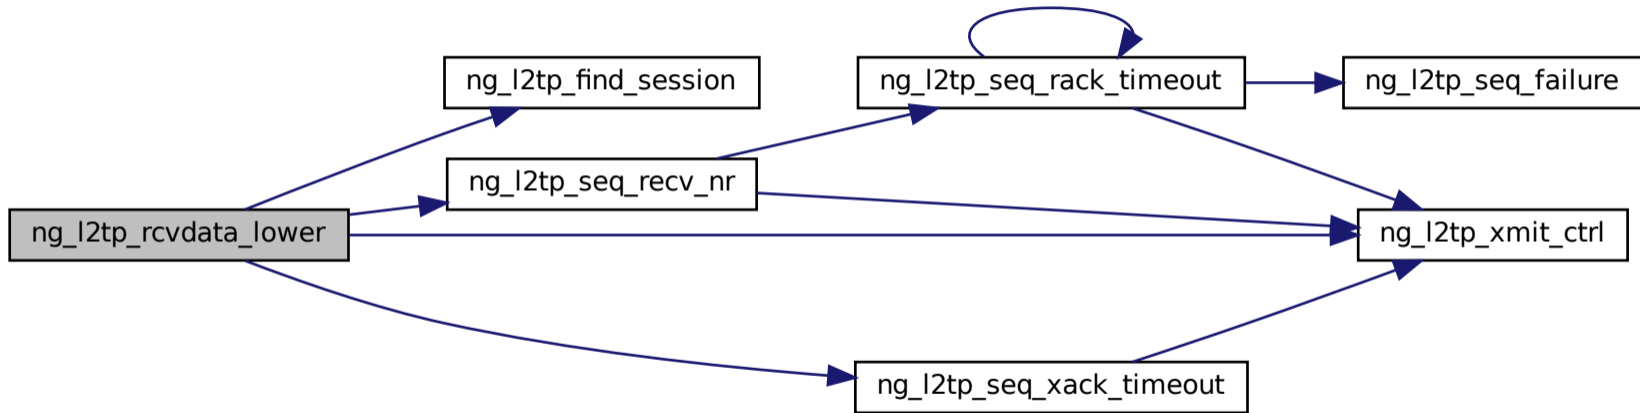 ng_l2tp_rcvdata_lower
ng_l2tp_find_session
ng_l2tp_seq_recv_nr
ng_l2tp_seq_rack_timeout
ng_l2tp_seq_failure
ng_l2tp_xmit_ctrl
ng_l2tp_seq_xack_timeout